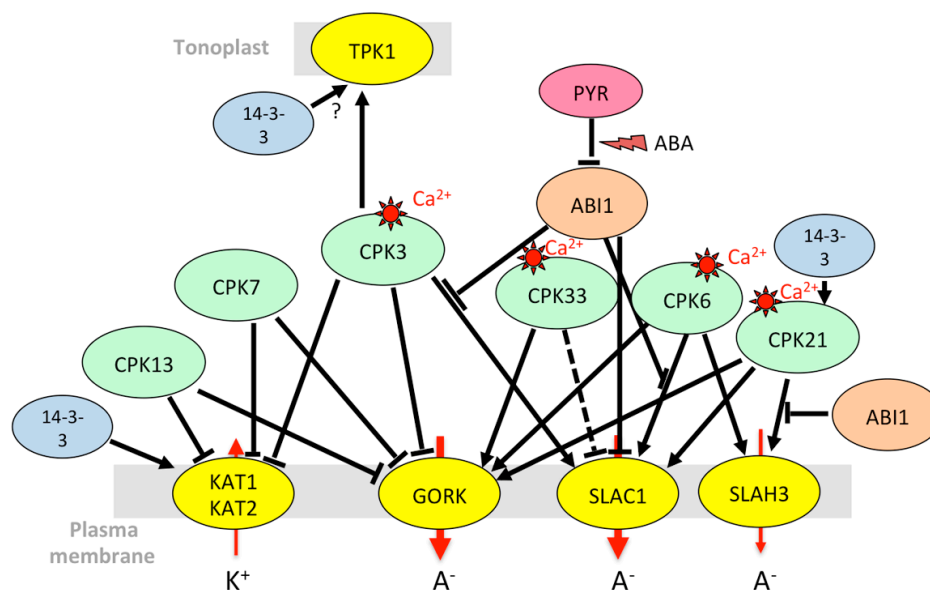 Tonoplast
TPK1
14-3-
3
?
PYR
ABA
ABI1
Ca²⁺
CPK3
Ca²⁺
CPK33
Ca²⁺
CPK6
14-3-
3
Ca²⁺
CPK21
CPK7
CPK13
14-3-
3
ABI1
KAT1
KAT2
GORK
SLAC1
SLAH3
Plasma
membrane
K⁺
A⁻
A⁻
A⁻